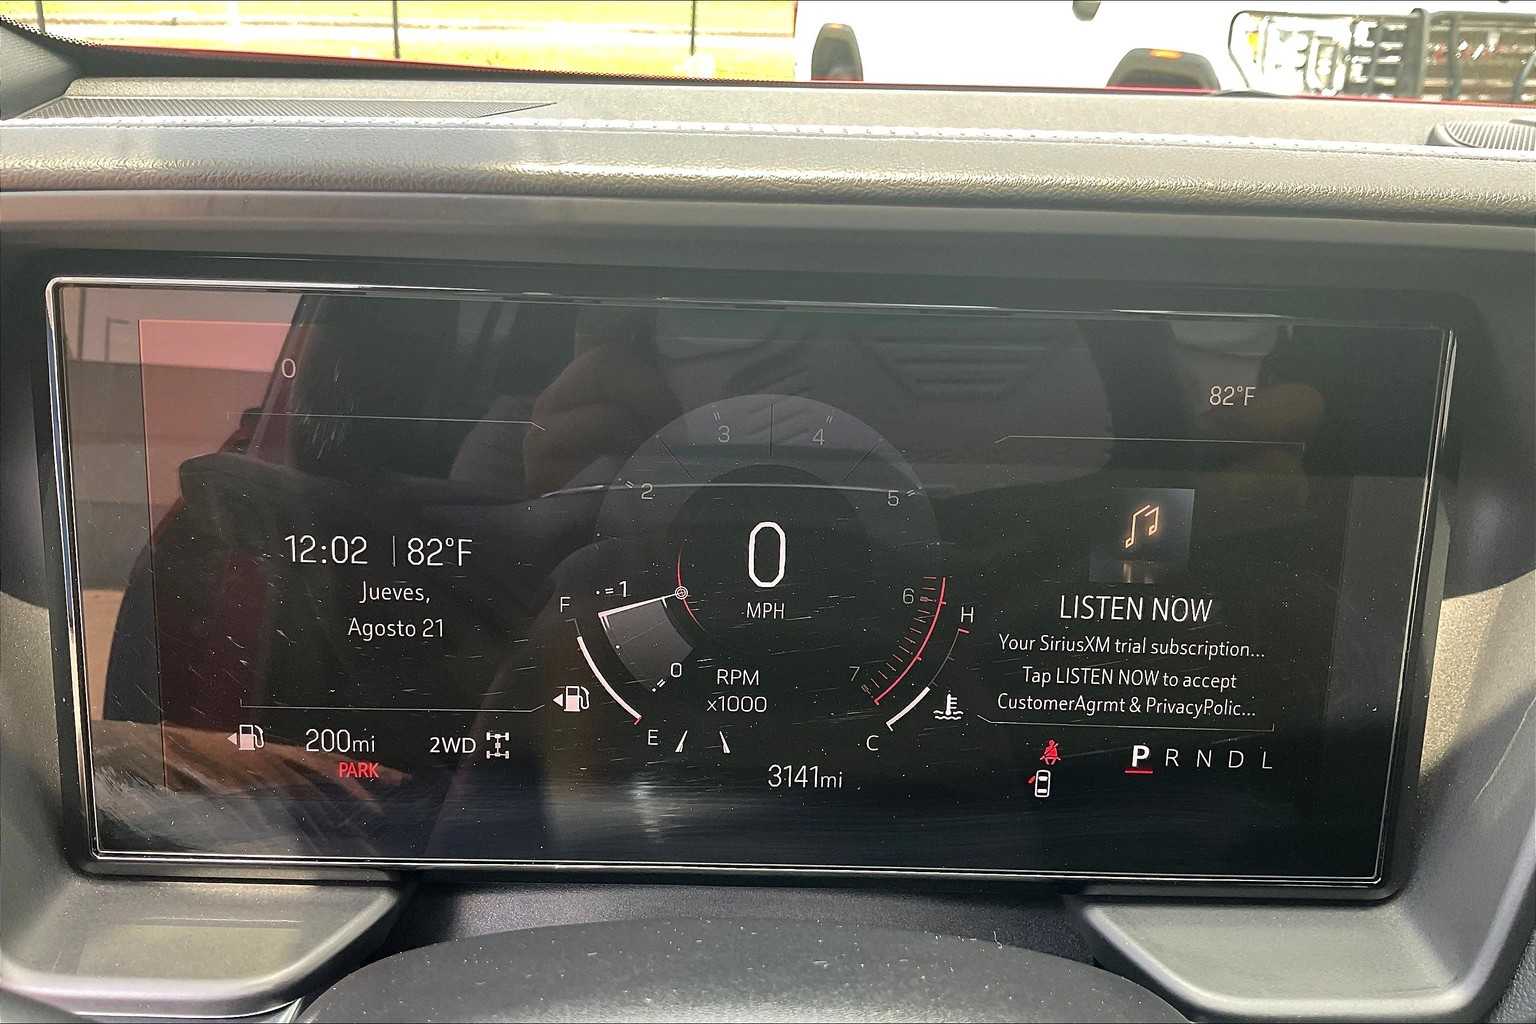 0
82°F
3
4
2
5
12:02 | 82°F
Jueves,
Agosto 21
0
MPH
1
F
6
H
LISTEN NOW
Your SiriusXM trial subscription...
Tap LISTEN NOW to accept
CustomerAgrmt & PrivacyPolic...
0
7
RPM
x1000
E
C
200mi
PARK
2WD
3141mi
P R N D L